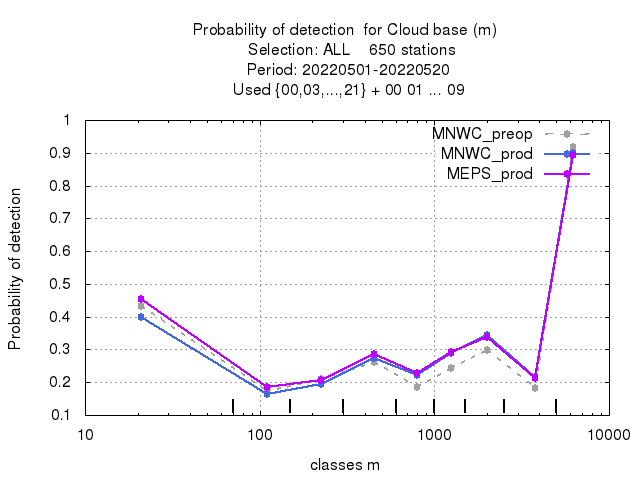 Probability of detection  for Cloud base (m)
Selection: ALL    650 stations
Period: 20220501-20220520
Used {00,03,...,21} + 00 01 ... 09
MNWC_preop
MNWC_prod
MEPS_prod
Probability of detection
1
0.9
0.8
0.7
0.6
0.5
0.4
0.3
0.2
0.1
10
100
1000
10000
classes m